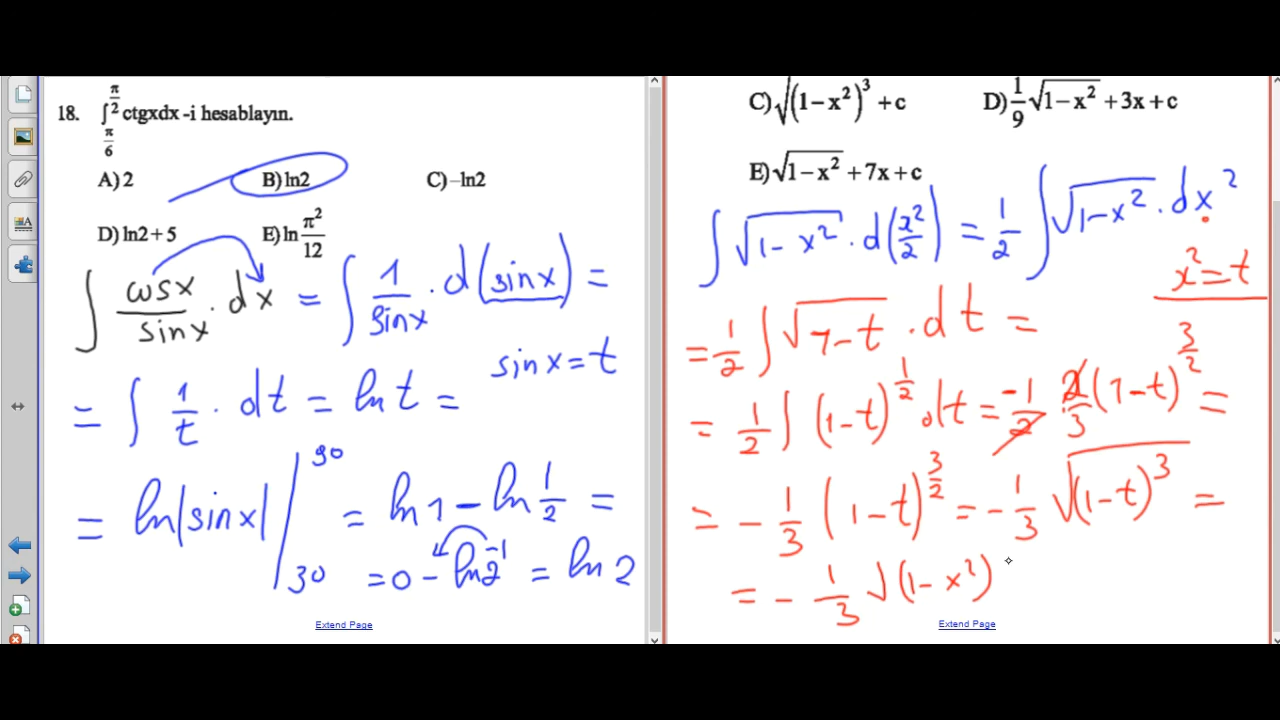 18. ∫_{π/6}^{π/2} ctgxdx -i hesablayın.
A) 2 B) ln2 C) –ln2
D) ln2 + 5 E) ln π²/12
∫ cosx/sinx · dx = ∫ 1/sinx · d(sinx) =
sinx = t
= ∫ 1/t · dt = ln t =
= ln|sinx| |_{30}^{90} = ln1 – ln 1/2 =
= 0 – ln2⁻¹ = ln 2
Extend Page
C) √(1–x²)³ + c D) 1/9 √1–x² + 3x + c
E) √1–x² + 7x + c
∫ √1–x² · d(x²/2) = 1/2 ∫ √1–x² · dx²
x² = t
= 1/2 ∫ √1–t · dt =
= 1/2 ∫ (1–t)^{1/2} dt = –1/2 · 2/3 (1–t)^{3/2} =
= – 1/3 (1–t)^{3/2} = – 1/3 √(1–t)³ =
= – 1/3 √(1–x²)
Extend Page